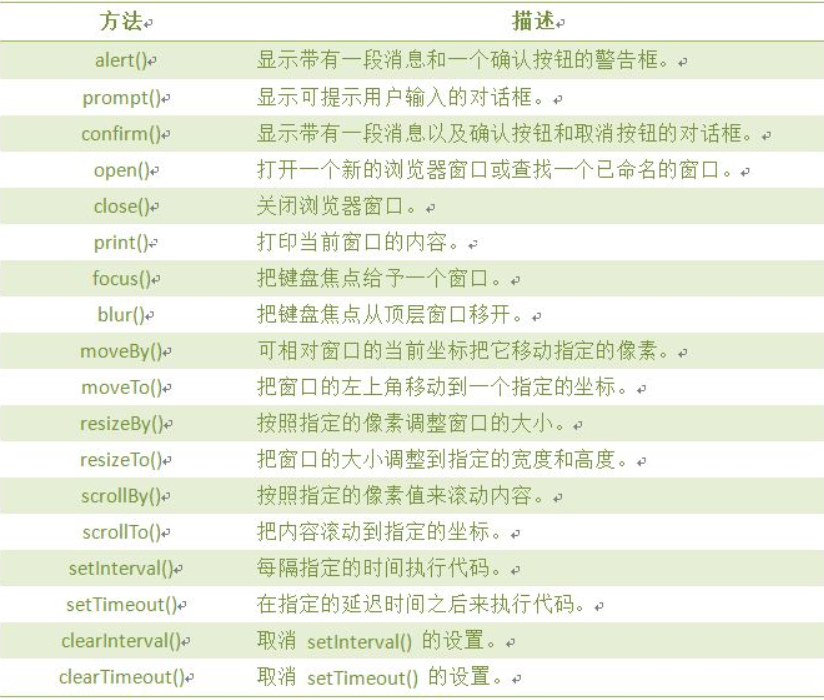 方法 描述
alert() 显示带有一段消息和一个确认按钮的警告框。
prompt() 显示可提示用户输入的对话框。
confirm() 显示带有一段消息以及确认按钮和取消按钮的对话框。
open() 打开一个新的浏览器窗口或查找一个已命名的窗口。
close() 关闭浏览器窗口。
print() 打印当前窗口的内容。
focus() 把键盘焦点给予一个窗口。
blur() 把键盘焦点从顶层窗口移开。
moveBy() 可相对窗口的当前坐标把它移动指定的像素。
moveTo() 把窗口的左上角移动到一个指定的坐标。
resizeBy() 按照指定的像素调整窗口的大小。
resizeTo() 把窗口的大小调整到指定的宽度和高度。
scrollBy() 按照指定的像素值来滚动内容。
scrollTo() 把内容滚动到指定的坐标。
setInterval() 每隔指定的时间执行代码。
setTimeout() 在指定的延迟时间之后来执行代码。
clearInterval() 取消 setInterval() 的设置。
clearTimeout() 取消 setTimeout() 的设置。